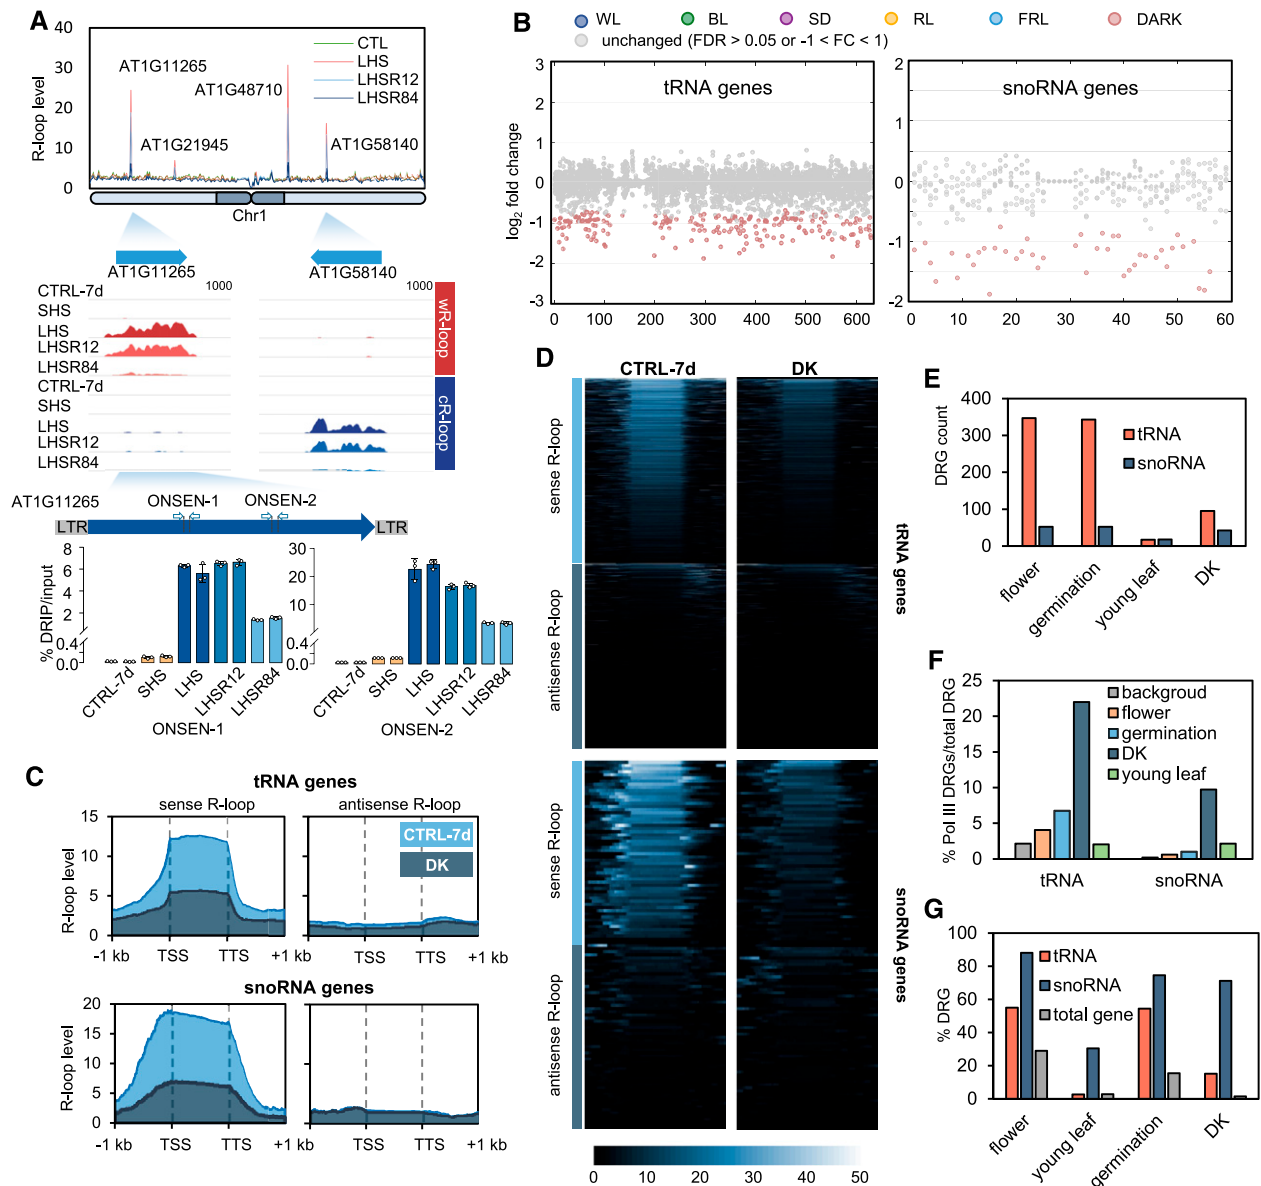 A
40
30
20
10
0
R-loop level
AT1G11265
AT1G48710
AT1G21945
AT1G58140
CTL
LHS
LHSR12
LHSR84
Chr1
AT1G11265
AT1G58140
1000
1000
CTRL-7d
SHS
LHS
LHSR12
LHSR84
CTRL-7d
SHS
LHS
LHSR12
LHSR84
wR-loop
cR-loop
AT1G11265
ONSEN-1
ONSEN-2
LTR
LTR
% DRIP/input
8
6
4
2
0.4
0.0
30
20
10
0.4
0.0
CTRL-7d
SHS
LHS
LHSR12
LHSR84
ONSEN-1
CTRL-7d
SHS
LHS
LHSR12
LHSR84
ONSEN-2
B
WL
BL
SD
RL
FRL
DARK
unchanged (FDR > 0.05 or -1 < FC < 1)
log2 fold change
3
2
1
0
-1
-2
-3
tRNA genes
0 100 200 300 400 500 600
2
1
0
-1
-2
snoRNA genes
0 10 20 30 40 50 60
C
tRNA genes
sense R-loop
antisense R-loop
R-loop level
15
10
5
0
CTRL-7d
DK
-1 kb TSS TTS +1 kb
TSS TTS +1 kb
snoRNA genes
R-loop level
20
15
10
5
0
-1 kb TSS TTS +1 kb
TSS TTS +1 kb
D
CTRL-7d
DK
sense R-loop
antisense R-loop
tRNA genes
sense R-loop
antisense R-loop
snoRNA genes
0 10 20 30 40 50
E
DRG count
400
300
200
100
0
tRNA
snoRNA
flower
germination
young leaf
DK
F
% Pol III DRGs/total DRG
25
20
15
10
5
0
backgroud
flower
germination
DK
young leaf
tRNA
snoRNA
G
% DRG
100
80
60
40
20
0
tRNA
snoRNA
total gene
flower
young leaf
germination
DK